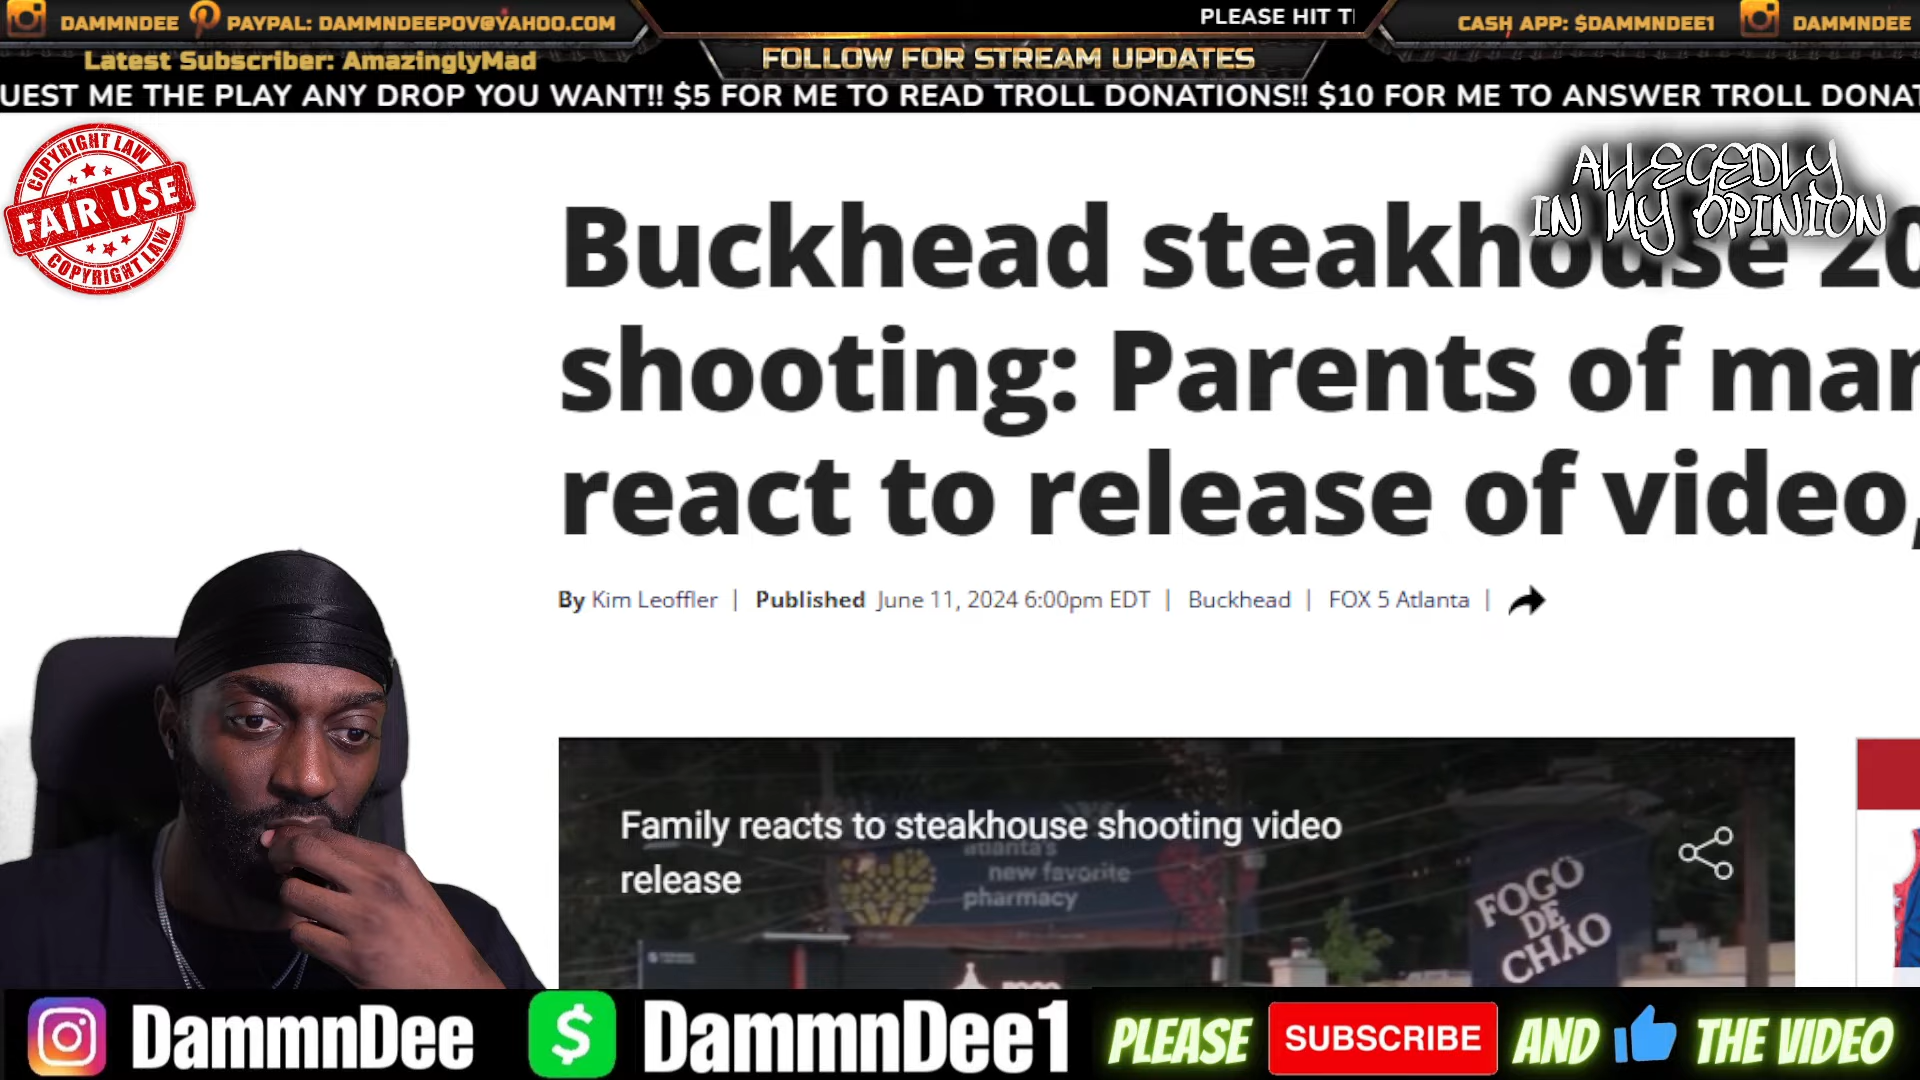 DAMMNDEE PAYPAL: DAMMNDEEPOV@YAHOO.COM
PLEASE HIT
CASH APP: $DAMMNDEE1 DAMMNDEE
Latest Subscriber: AmazinglyMad
FOLLOW FOR STREAM UPDATES
UEST ME THE PLAY ANY DROP YOU WANT!! $5 FOR ME TO READ TROLL DONATIONS!! $10 FOR ME TO ANSWER TROLL DONAT
COPYRIGHT LAW
FAIR USE
COPYRIGHT LAW
ALLEGEDLY
IN MY OPINION
Buckhead steakhouse 20
shooting: Parents of man
react to release of video,
By Kim Leoffler | Published June 11, 2024 6:00pm EDT | Buckhead | FOX 5 Atlanta |
Family reacts to steakhouse shooting video
release
atlanta's
new favorite
pharmacy
FOGO
DE
CHÃO
DammnDee
$ DammnDee1
PLEASE SUBSCRIBE AND THE VIDEO